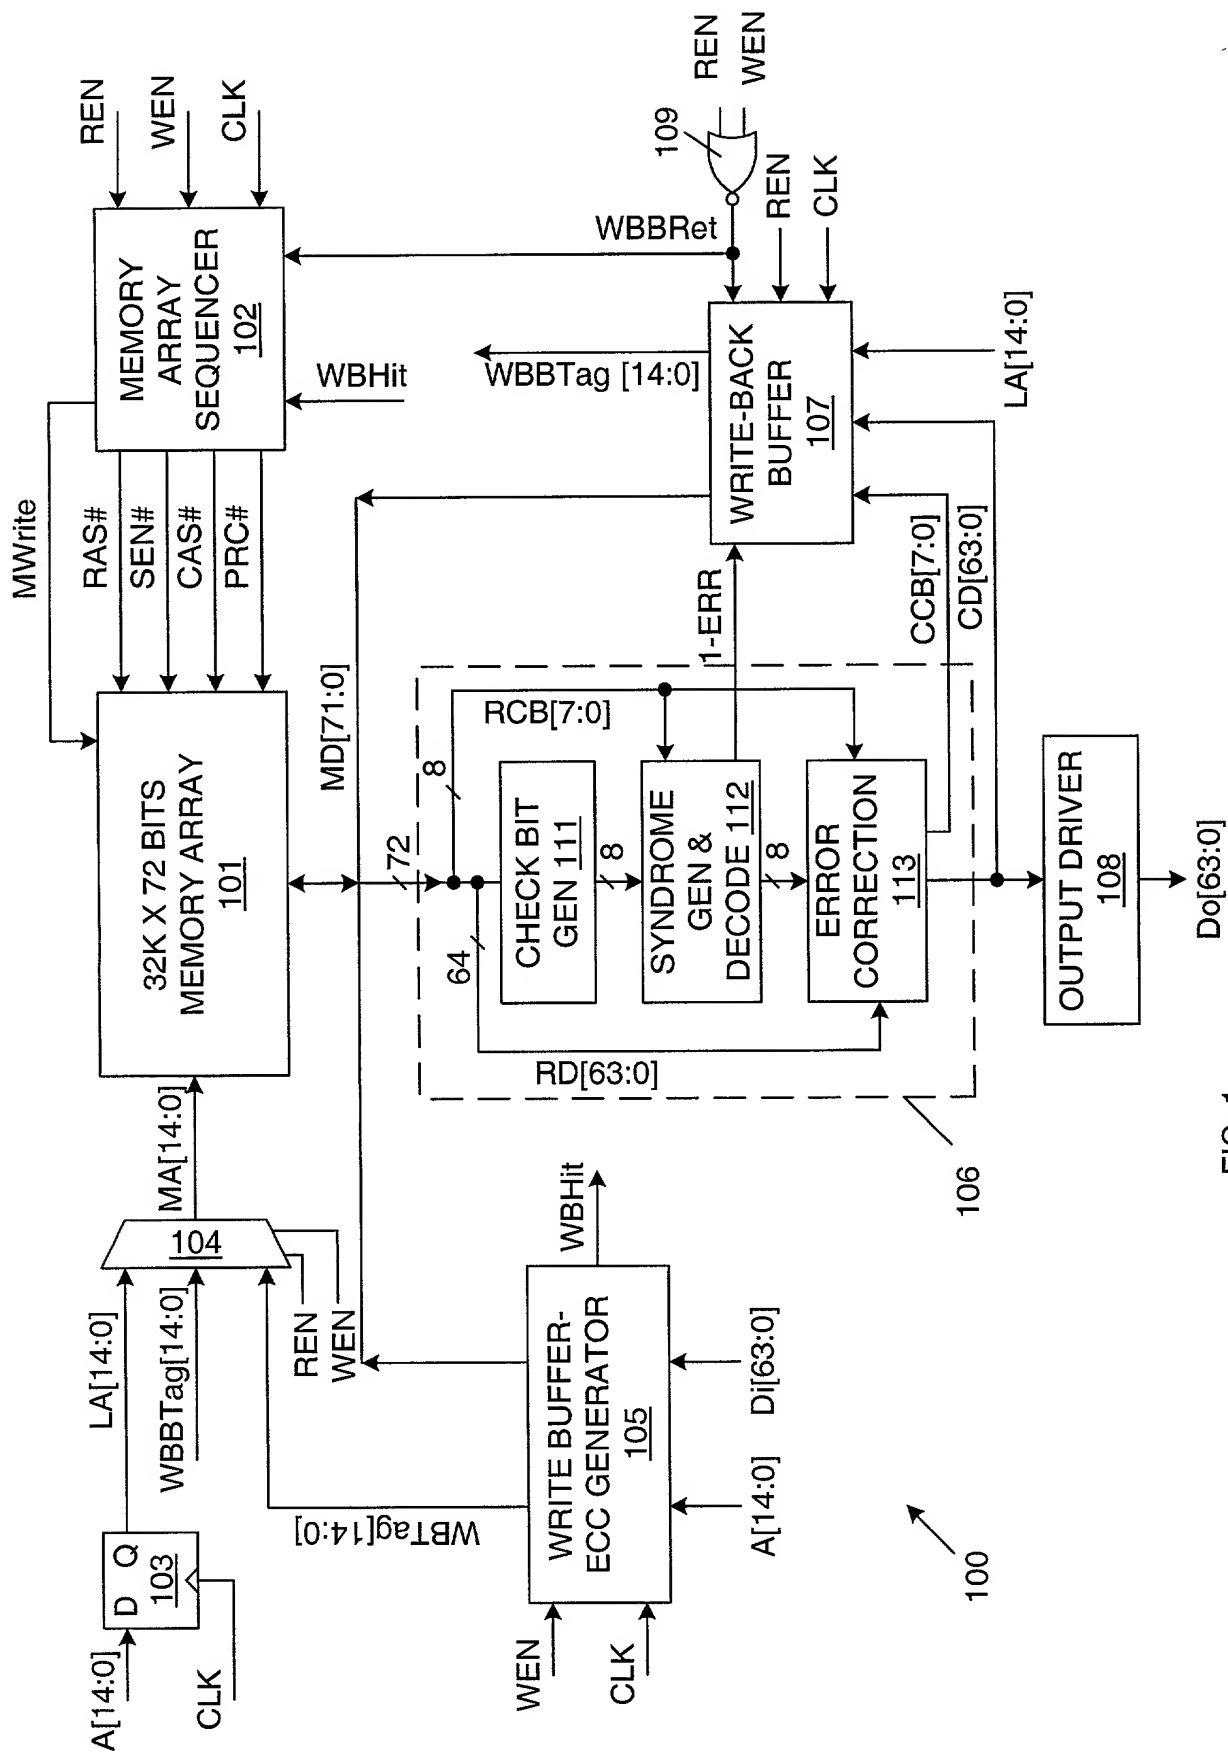 A[14:0]
CLK
D Q
103
LA[14:0]
WBBTag[14:0]
REN
WEN
104
MA[14:0]
32K X 72 BITS
MEMORY ARRAY
101
MWrite
RAS#
SEN#
CAS#
PRC#
MEMORY
ARRAY
SEQUENCER
102
REN
WEN
CLK
WBHit
WBTag[14:0]
MD[71:0]
WEN
CLK
WRITE BUFFER-
ECC GENERATOR
105
A[14:0]
Di[63:0]
WBHit
72
8
64
RCB[7:0]
RD[63:0]
CHECK BIT
GEN 111
8
SYNDROME
GEN &
DECODE 112
8
ERROR
CORRECTION
113
106
1-ERR
CCB[7:0]
CD[63:0]
WBBTag [14:0]
WRITE-BACK
BUFFER
107
LA[14:0]
WBBRet
109
REN
WEN
REN
CLK
OUTPUT DRIVER
108
Do[63:0]
100